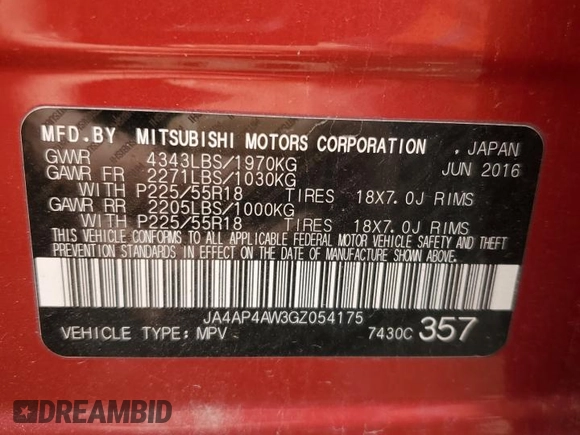 MFD.BY MITSUBISHI MOTORS CORPORATION . JAPAN
GVWR 4343LBS/1970KG JUN 2016
GAWR FR 2271LBS/1030KG
WITH P225/55R18 TIRES 18X7.0J RIMS
GAWR RR 2205LBS/1000KG
WITH P225/55R18 TIRES 18X7.0J RIMS
THIS VEHICLE CONFORMS TO ALL APPLICABLE FEDERAL MOTOR VEHICLE SAFETY AND THEFT
PREVENTION STANDARDS IN EFFECT ON THE DATE OF MANUFACTURE SHOWN ABOVE.
JA4AP4AW3GZ054175
VEHICLE TYPE: MPV 7430C 357
DREAMBID